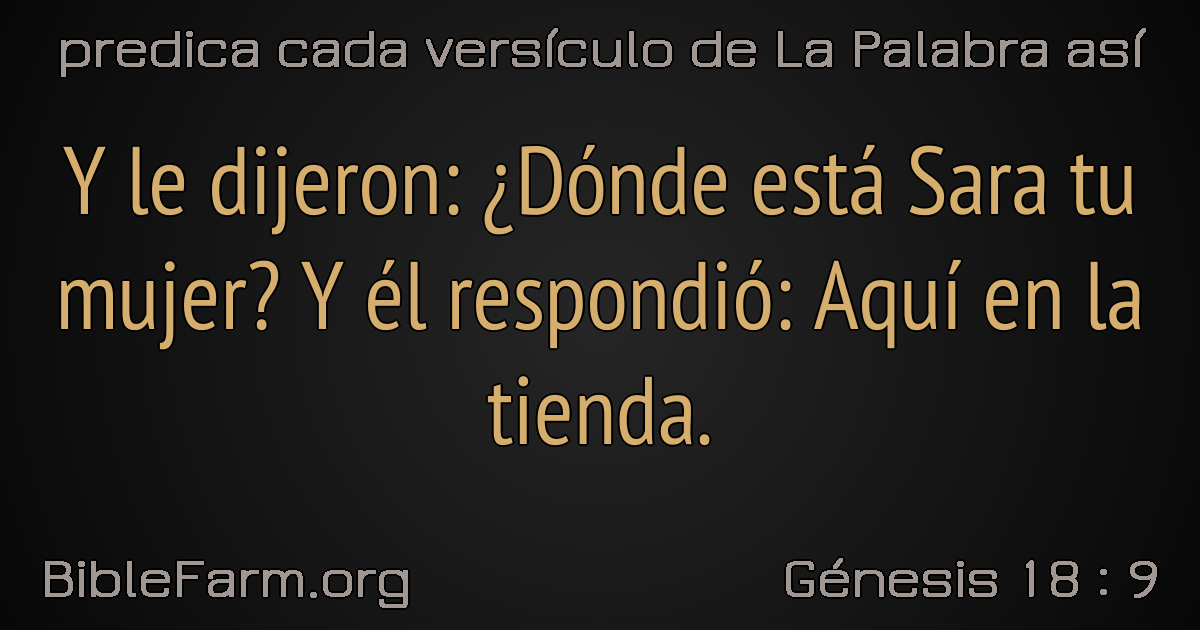 predica cada versículo de La Palabra así
Y le dijeron: ¿Dónde está Sara tu
mujer? Y él respondió: Aquí en la
tienda.
BibleFarm.org
Génesis 18 : 9